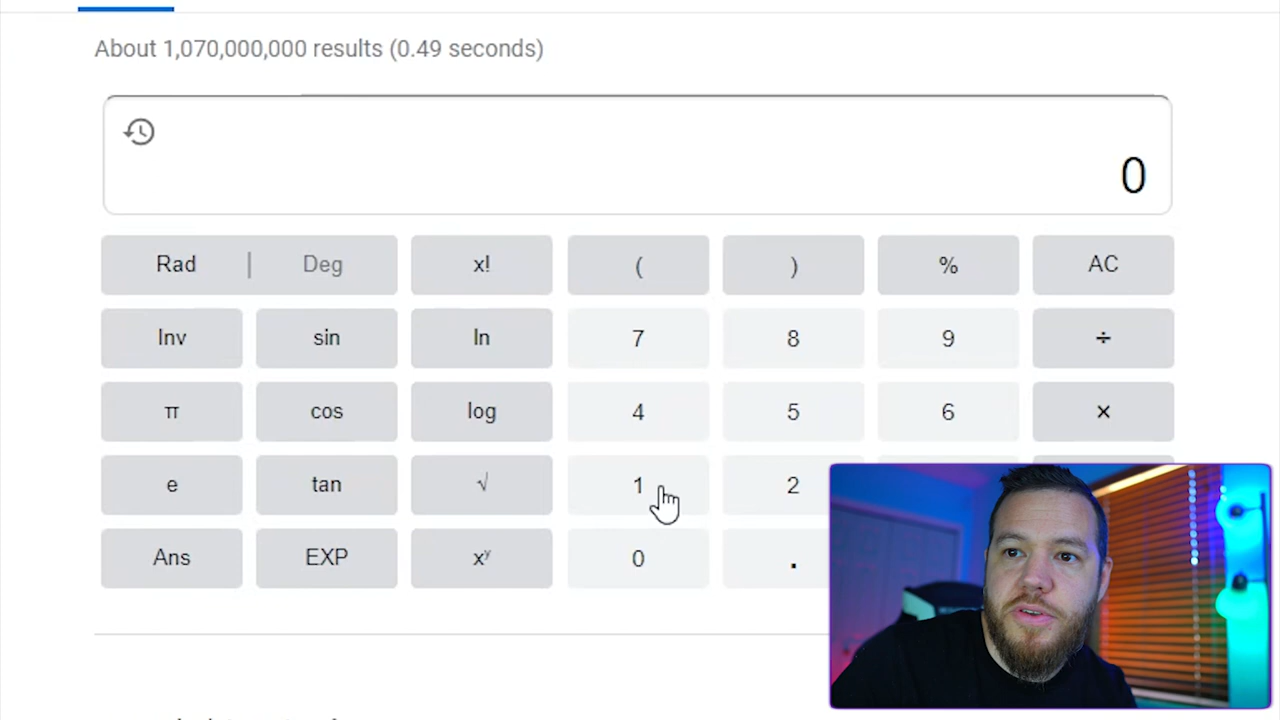 About 1,070,000,000 results (0.49 seconds)
0
Rad | Deg x! ( ) % AC
Inv sin ln 7 8 9 ÷
π cos log 4 5 6 ×
e tan √ 1 2
Ans EXP xʸ 0 .